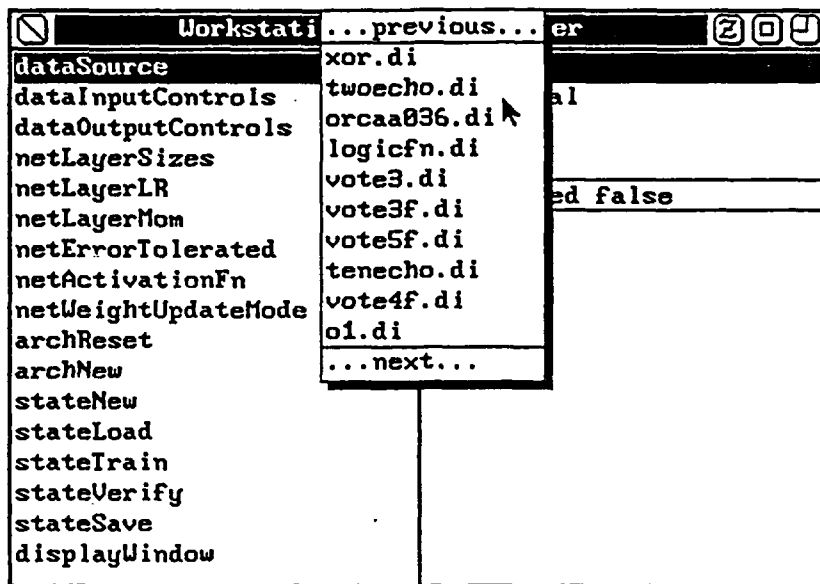 Workstati
er
dataSource
dataInputControls
dataOutputControls
netLayerSizes
netLayerLR
netLayerMom
netErrorTolerated
netActivationFn
netWeightUpdateMode
archReset
archNew
stateNew
stateLoad
stateTrain
stateVerify
stateSave
displayWindow
...previous...
xor.di
twoecho.di
orcaa036.di
logicfn.di
vote3.di
vote3f.di
vote5f.di
tenecho.di
vote4f.di
o1.di
...next...
al
ed false